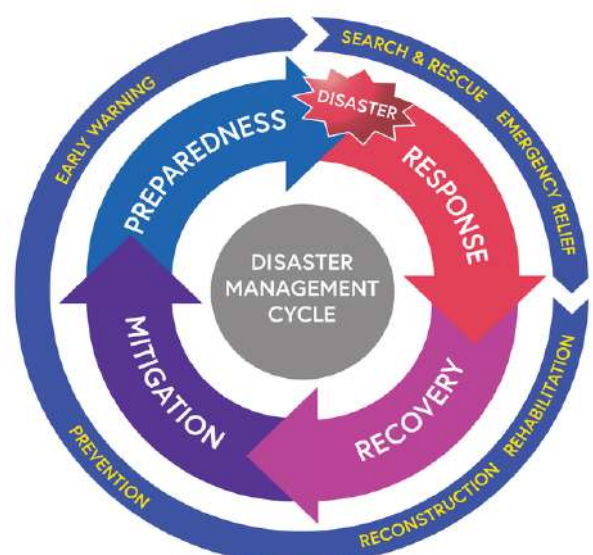 SEARCH & RESCUE
EMERGENCY RELIEF
EARLY WARNING
DISASTER
PREPAREDNESS
RESPONSE
DISASTER
MANAGEMENT
CYCLE
MITIGATION
RECOVERY
REHABILITATION
PREVENTION
RECONSTRUCTION